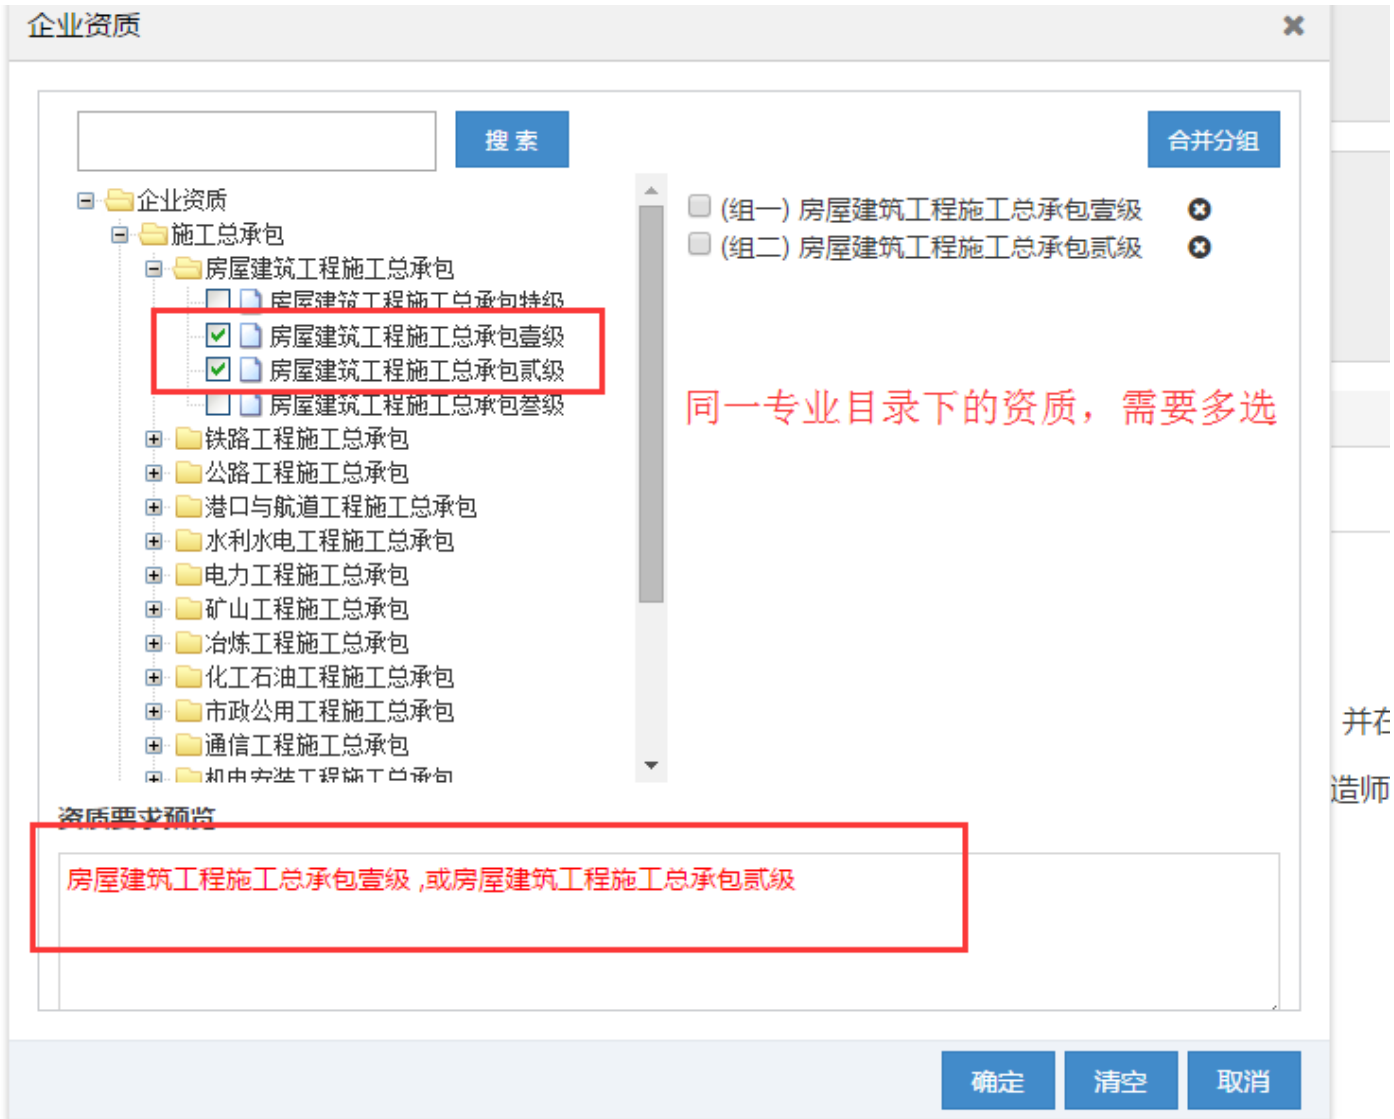 企业资质
搜 索
合并分组
企业资质
施工总承包
房屋建筑工程施工总承包
房屋建筑工程施工总承包特级
房屋建筑工程施工总承包壹级
房屋建筑工程施工总承包贰级
房屋建筑工程施工总承包叁级
铁路工程施工总承包
公路工程施工总承包
港口与航道工程施工总承包
水利水电工程施工总承包
电力工程施工总承包
矿山工程施工总承包
冶炼工程施工总承包
化工石油工程施工总承包
市政公用工程施工总承包
通信工程施工总承包
机电安装工程施工总承包
(组一) 房屋建筑工程施工总承包壹级
(组二) 房屋建筑工程施工总承包贰级
同一专业目录下的资质，需要多选
并在
造师
资质要求预览
房屋建筑工程施工总承包壹级 ,或房屋建筑工程施工总承包贰级
确定
清空
取消